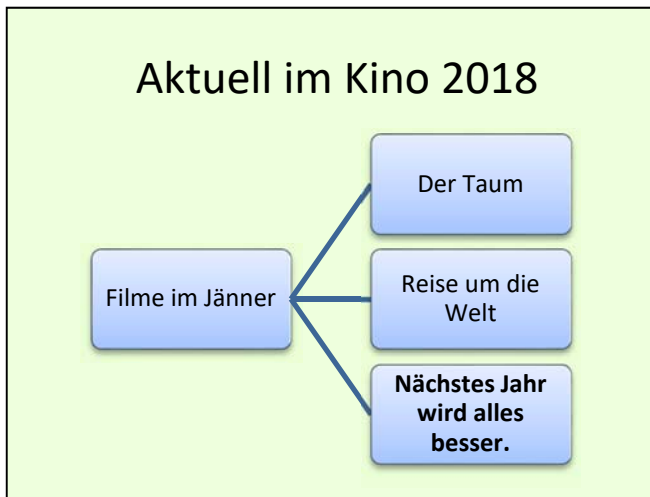 Aktuell im Kino 2018
Der Taum
Filme im Jänner
Reise um die
Welt
Nächstes Jahr
wird alles
besser.